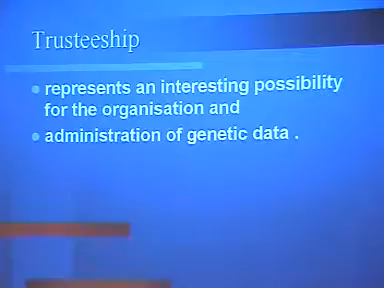 Trusteeship
represents an interesting possibility
for the organisation and
administration of genetic data .